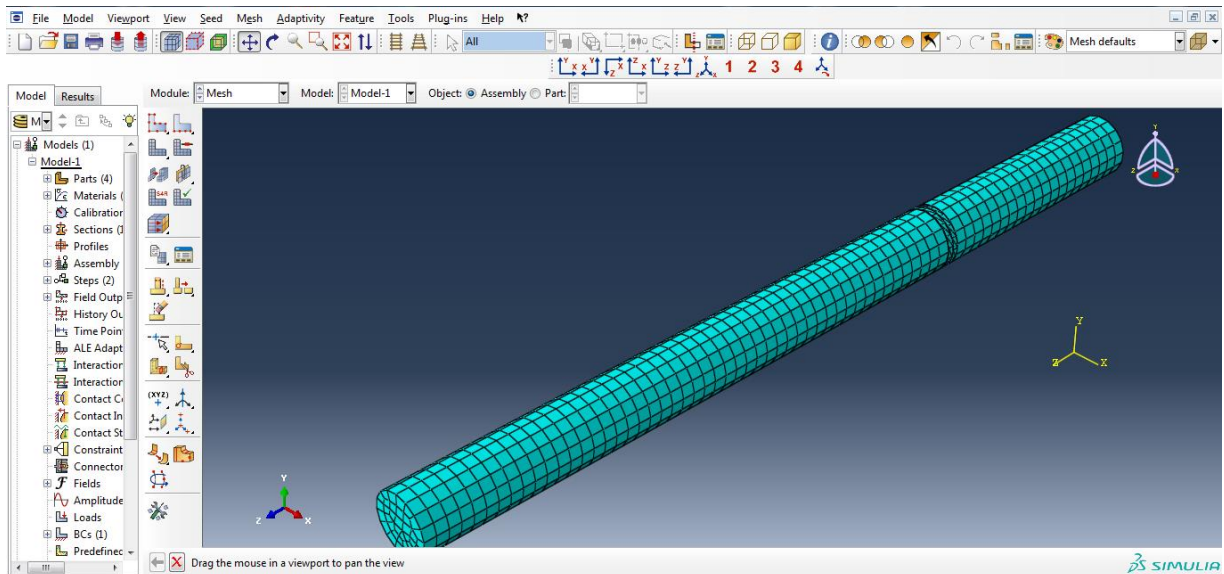 File Model Viewport View Seed Mesh Adaptivity Feature Tools Plug-ins Help
All
Mesh defaults
1 2 3 4
Model Results
Module: Mesh Model: Model-1 Object: Assembly Part:
M
Models (1)
Model-1
Parts (4)
Materials (
Calibration
Sections (1
Profiles
Assembly
Steps (2)
Field Outp
History Ou
Time Poin
ALE Adapt
Interaction
Interaction
Contact Co
Contact In
Contact St
Constraint
Connector
Fields
Amplitude
Loads
BCs (1)
Predefined
Y
Z X
Y
Z X
Y
Z X
Drag the mouse in a viewport to pan the view
SIMULIA